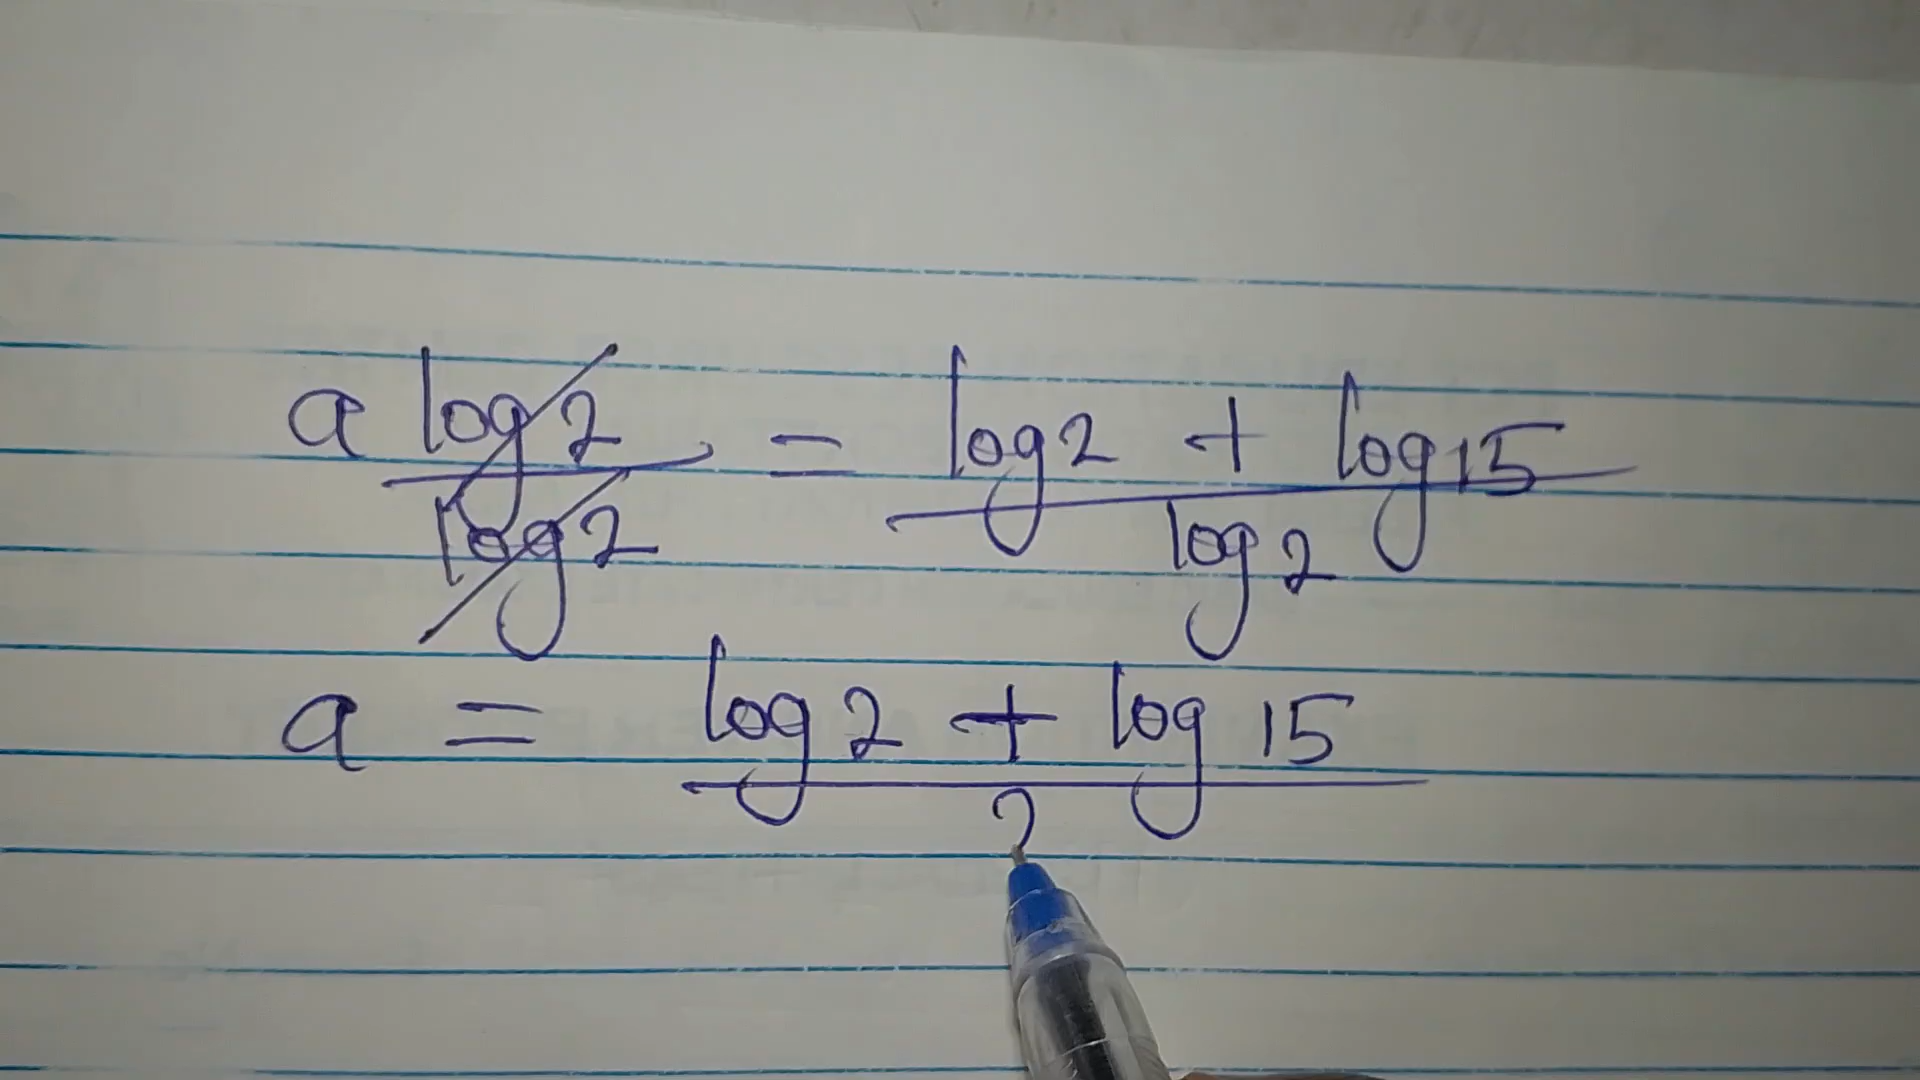 a log 2 = log 2 + log 15
log 2 log 2
a = log 2 + log 15
2